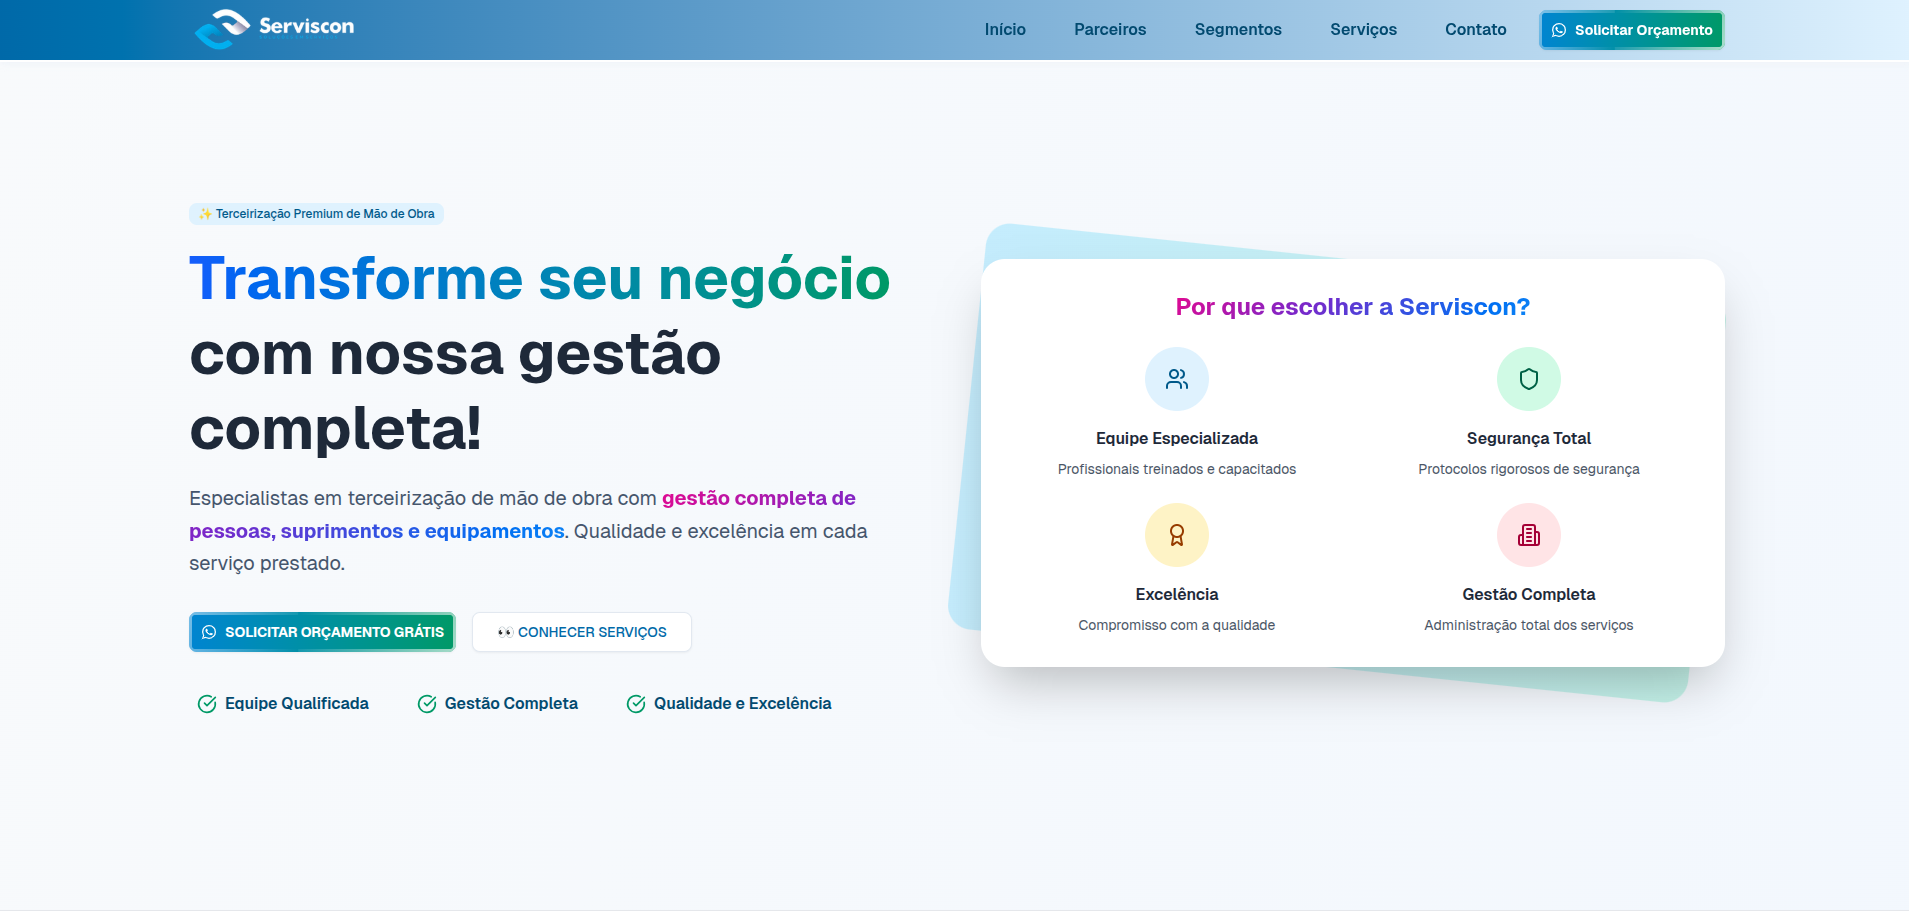 Serviscon
Início
Parceiros
Segmentos
Serviços
Contato
Solicitar Orçamento
✨ Terceirização Premium de Mão de Obra
Transforme seu negócio
com nossa gestão
completa!
Especialistas em terceirização de mão de obra com gestão completa de
pessoas, suprimentos e equipamentos. Qualidade e excelência em cada
serviço prestado.
SOLICITAR ORÇAMENTO GRÁTIS
👀 CONHECER SERVIÇOS
Equipe Qualificada
Gestão Completa
Qualidade e Excelência
Por que escolher a Serviscon?
Equipe Especializada
Profissionais treinados e capacitados
Segurança Total
Protocolos rigorosos de segurança
Excelência
Compromisso com a qualidade
Gestão Completa
Administração total dos serviços